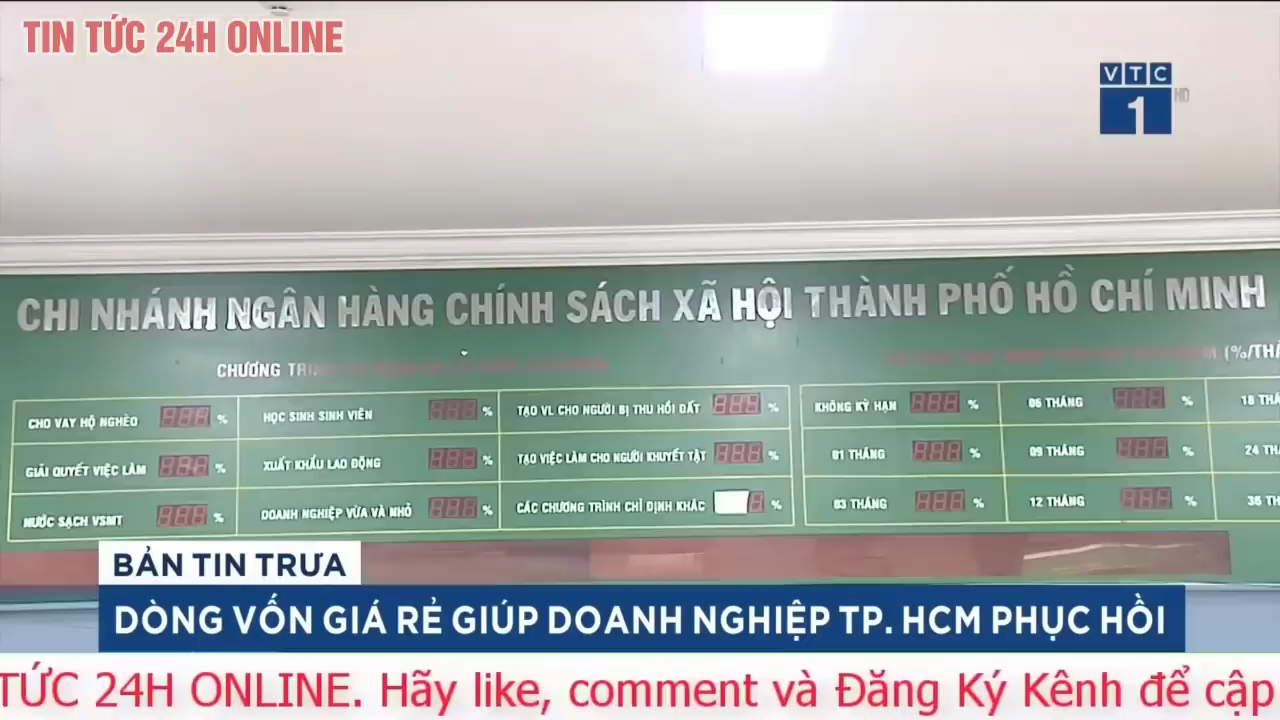 TIN TỨC 24H ONLINE
VTC
1
HD
CHI NHÁNH NGÂN HÀNG CHÍNH SÁCH XÃ HỘI THÀNH PHỐ HỒ CHÍ MINH
CHƯƠNG
(%/THÁ
CHO VAY HỘ NGHÈO %
HỌC SINH SINH VIÊN %
TẠO VL CHO NGƯỜI BỊ THU HỒI ĐẤT %
KHÔNG KỲ HẠN %
06 THÁNG %
18 THÁ
GIẢI QUYẾT VIỆC LÀM %
XUẤT KHẨU LAO ĐỘNG %
TẠO VIỆC LÀM CHO NGƯỜI KHUYẾT TẬT %
01 THÁNG %
09 THÁNG %
24 TH
NƯỚC SẠCH VSMT %
DOANH NGHIỆP VỪA VÀ NHỎ %
CÁC CHƯƠNG TRÌNH CHỈ ĐỊNH KHÁC %
03 THÁNG %
12 THÁNG %
36 TH
BẢN TIN TRƯA
DÒNG VỐN GIÁ RẺ GIÚP DOANH NGHIỆP TP. HCM PHỤC HỒI
TỨC 24H ONLINE. Hãy like, comment và Đăng Ký Kênh để cập